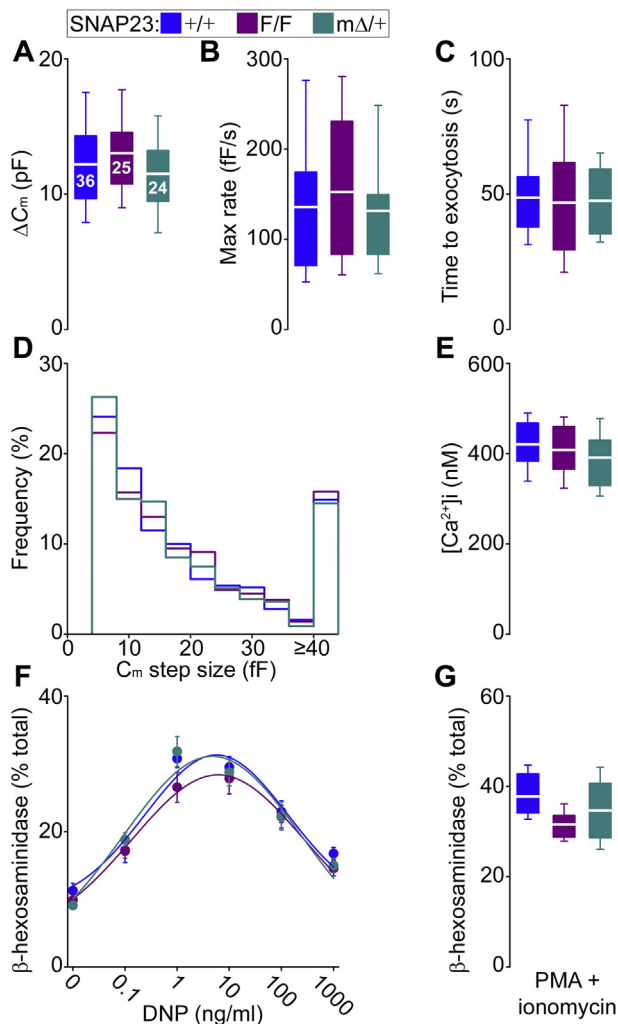 SNAP23: +/+ F/F mΔ/+
A
ΔCm (pF)
20
10
0
36
25
24
B
Max rate (fF/s)
300
200
100
0
C
Time to exocytosis (s)
100
50
0
D
Frequency (%)
30
20
10
0
0 10 20 30 ≥40
Cm step size (fF)
E
[Ca²⁺]i (nM)
600
400
200
0
F
β-hexosaminidase (% total)
40
20
0
0 0.1 1 10 100 1000
DNP (ng/ml)
G
β-hexosaminidase (% total)
60
40
20
0
PMA +
ionomycin